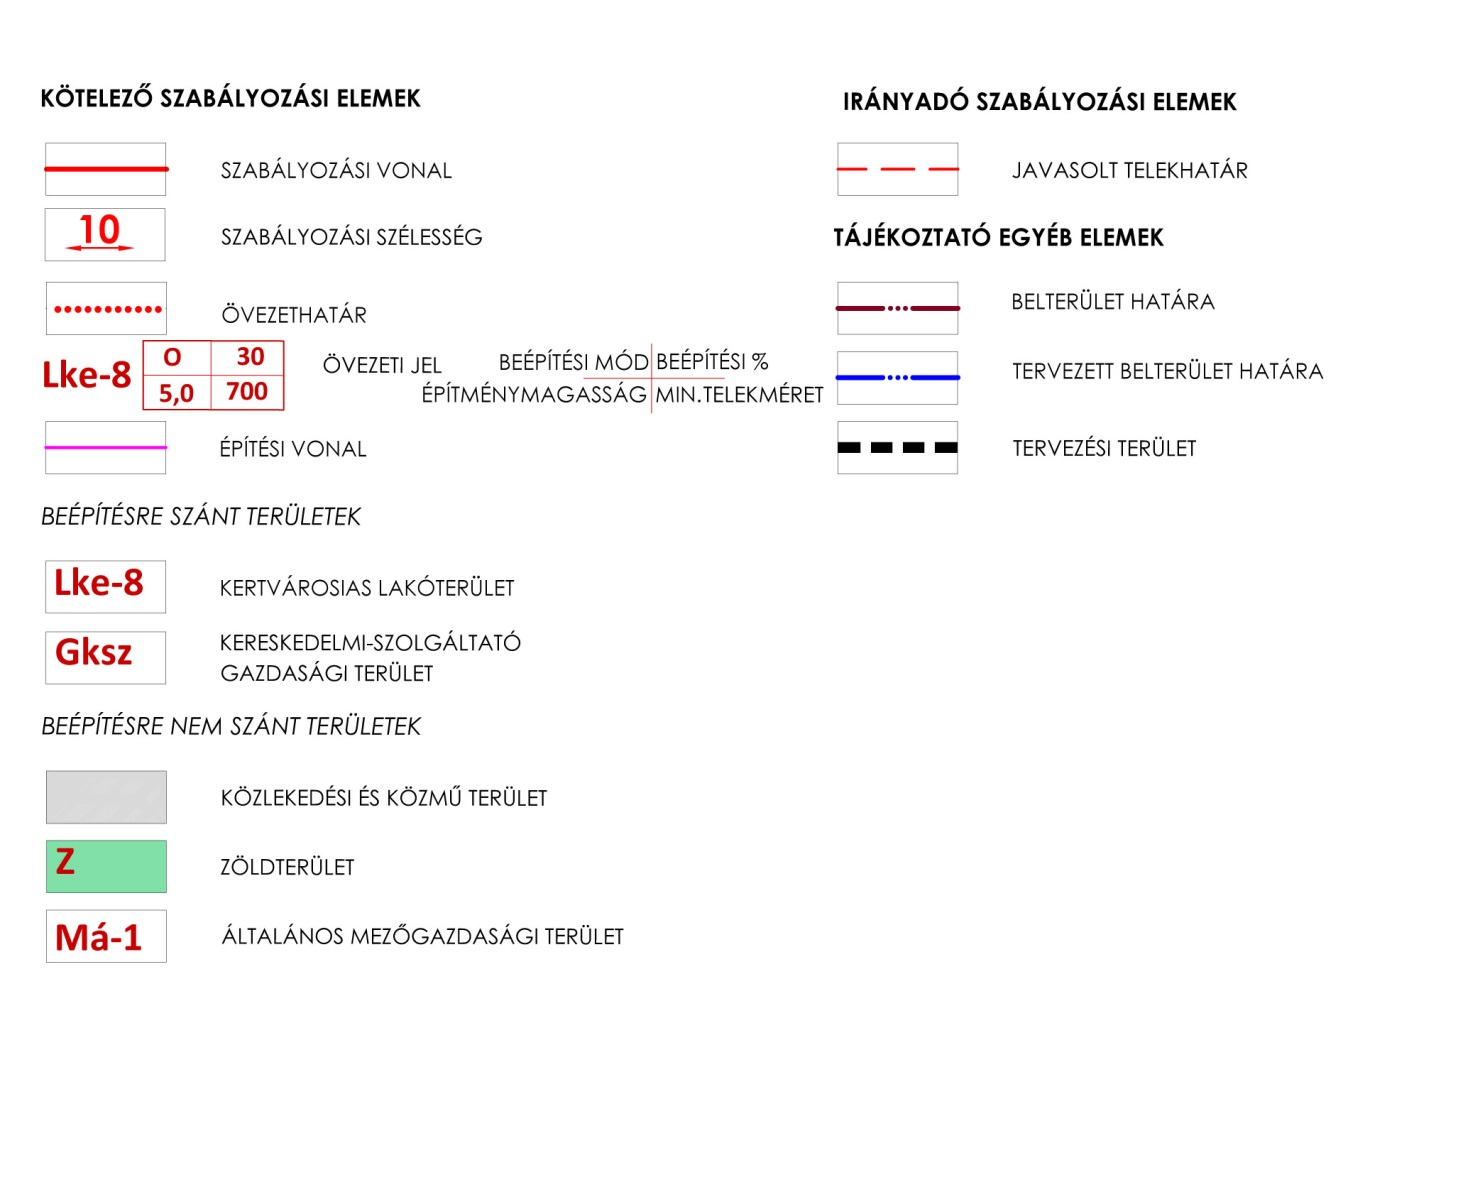 KÖTELEZŐ SZABÁLYOZÁSI ELEMEK
SZABÁLYOZÁSI VONAL
10 SZABÁLYOZÁSI SZÉLESSÉG
ÖVEZETHATÁR
Lke-8
O 30
5,0 700
ÖVEZETI JEL
BEÉPÍTÉSI MÓD BEÉPÍTÉSI %
ÉPÍTMÉNYMAGASSÁG MIN.TELEKMÉRET
ÉPÍTÉSI VONAL
BEÉPÍTÉSRE SZÁNT TERÜLETEK
Lke-8 KERTVÁROSIAS LAKÓTERÜLET
Gksz KERESKEDELMI-SZOLGÁLTATÓ
GAZDASÁGI TERÜLET
BEÉPÍTÉSRE NEM SZÁNT TERÜLETEK
KÖZLEKEDÉSI ÉS KÖZMŰ TERÜLET
Z ZÖLDTERÜLET
Má-1 ÁLTALÁNOS MEZŐGAZDASÁGI TERÜLET
IRÁNYADÓ SZABÁLYOZÁSI ELEMEK
JAVASOLT TELEKHATÁR
TÁJÉKOZTATÓ EGYÉB ELEMEK
BELTERÜLET HATÁRA
TERVEZETT BELTERÜLET HATÁRA
TERVEZÉSI TERÜLET